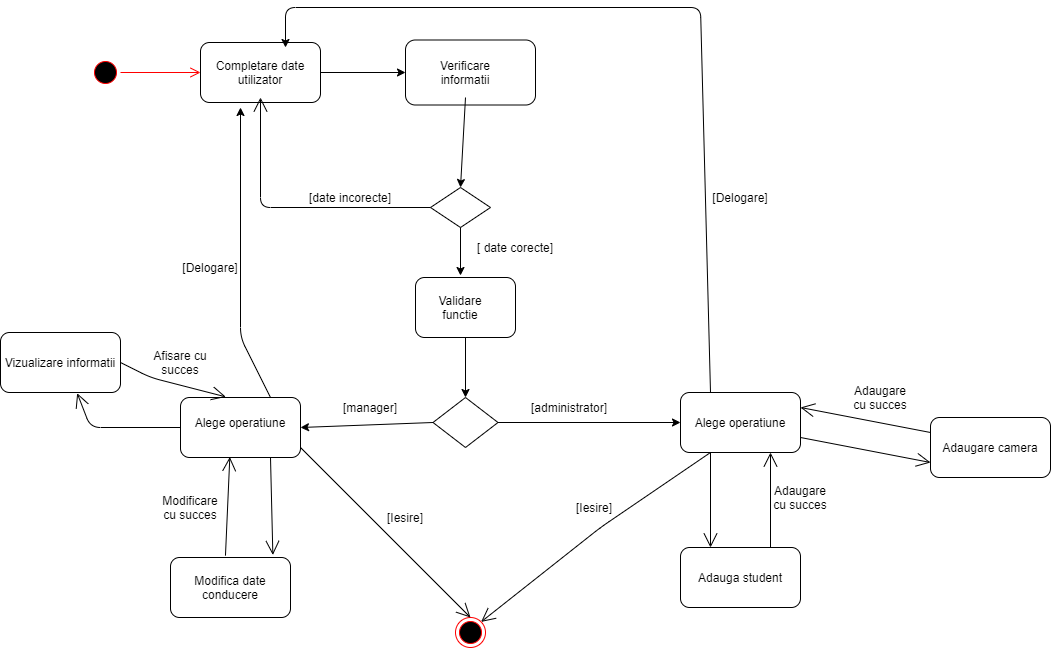 Completare date
utilizator
Verificare
informatii
[date incorecte]
[Delogare]
[ date corecte]
[Delogare]
Validare
functie
Vizualizare informatii
Afisare cu
succes
Alege operatiune
[manager]
[administrator]
Alege operatiune
Adaugare
cu succes
Adaugare camera
Modificare
cu succes
[Iesire]
[Iesire]
Adaugare
cu succes
Modifica date
conducere
Adauga student